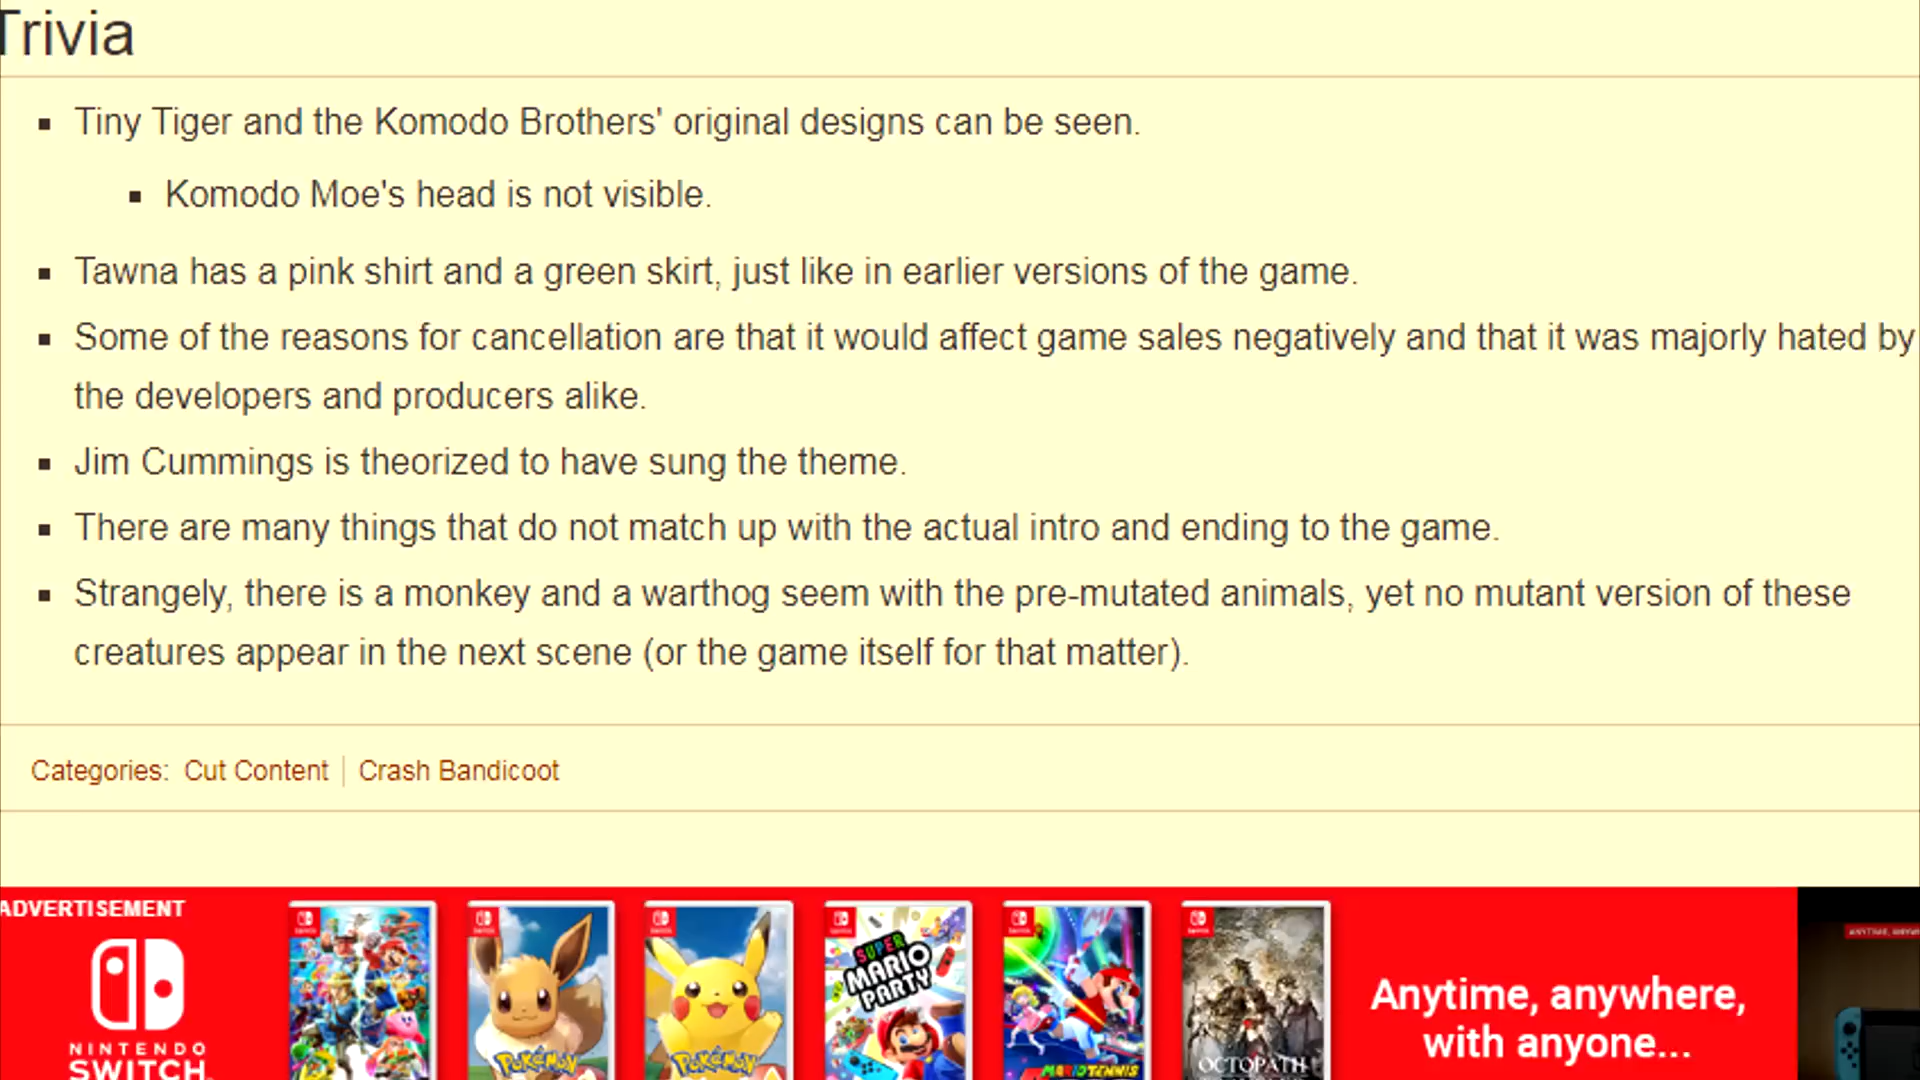 Trivia
Tiny Tiger and the Komodo Brothers' original designs can be seen.
Komodo Moe's head is not visible.
Tawna has a pink shirt and a green skirt, just like in earlier versions of the game.
Some of the reasons for cancellation are that it would affect game sales negatively and that it was majorly hated by
the developers and producers alike.
Jim Cummings is theorized to have sung the theme.
There are many things that do not match up with the actual intro and ending to the game.
Strangely, there is a monkey and a warthog seem with the pre-mutated animals, yet no mutant version of these
creatures appear in the next scene (or the game itself for that matter).
Categories: Cut Content | Crash Bandicoot
ADVERTISEMENT
NINTENDO
SWITCH
POKéMON
POKéMON
SUPER
MARIO
PARTY
MARIO TENNIS
OCTOPATH
Anytime, anywhere,
with anyone...